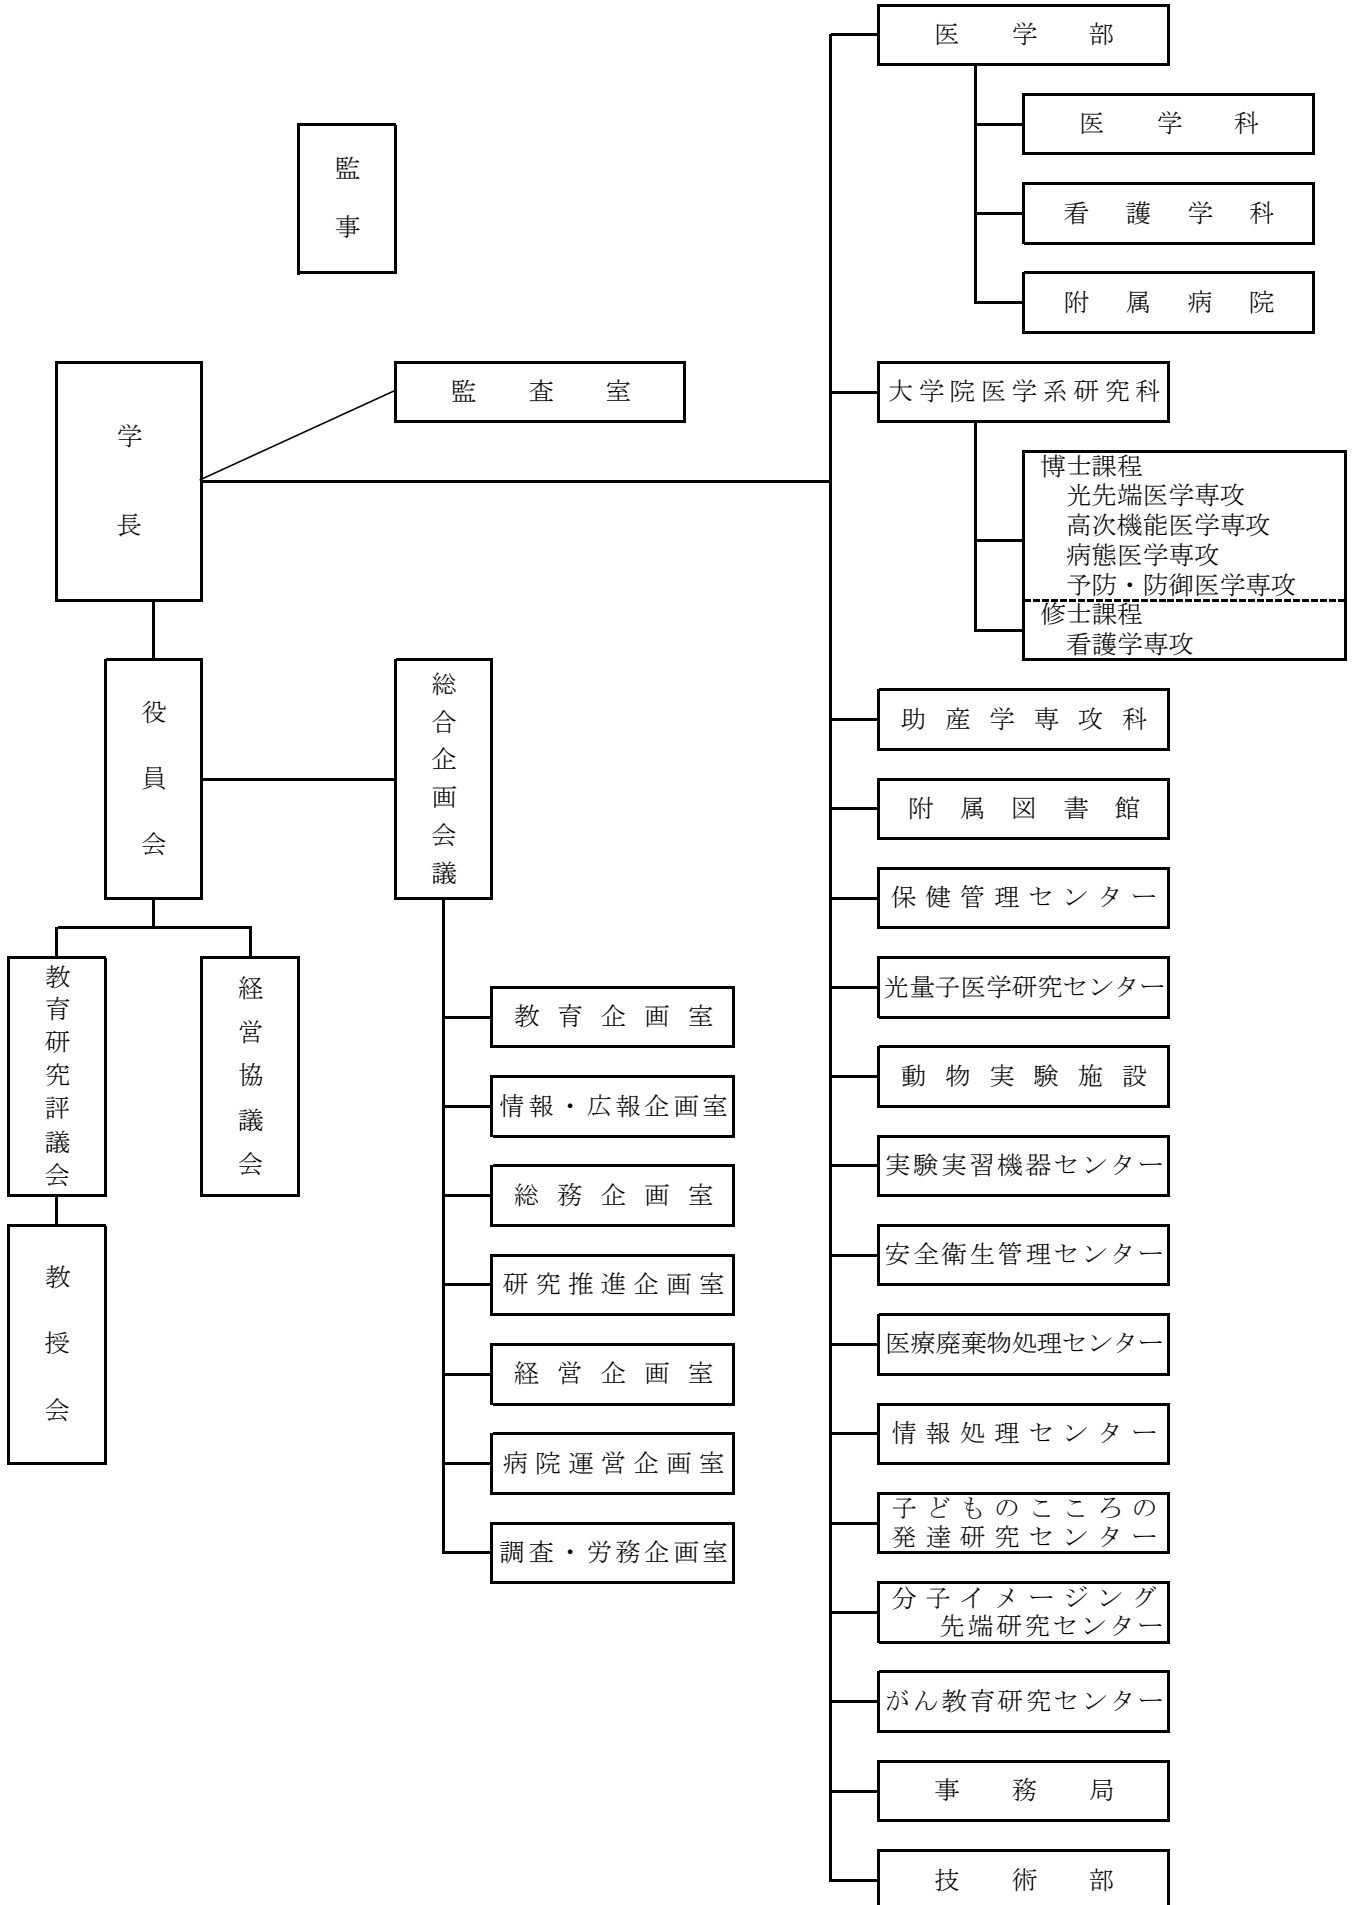 監事
学長
監査室
役員会
総合企画会議
教育研究評議会
経営協議会
教授会
教育企画室
情報・広報企画室
総務企画室
研究推進企画室
経営企画室
病院運営企画室
調査・労務企画室
医学部
医学科
看護学科
附属病院
大学院医学系研究科
博士課程
光先端医学専攻
高次機能医学専攻
病態医学専攻
予防・防御医学専攻
修士課程
看護学専攻
助産学専攻科
附属図書館
保健管理センター
光量子医学研究センター
動物実験施設
実験実習機器センター
安全衛生管理センター
医療廃棄物処理センター
情報処理センター
子どものこころの
発達研究センター
分子イメージング
先端研究センター
がん教育研究センター
事務局
技術部